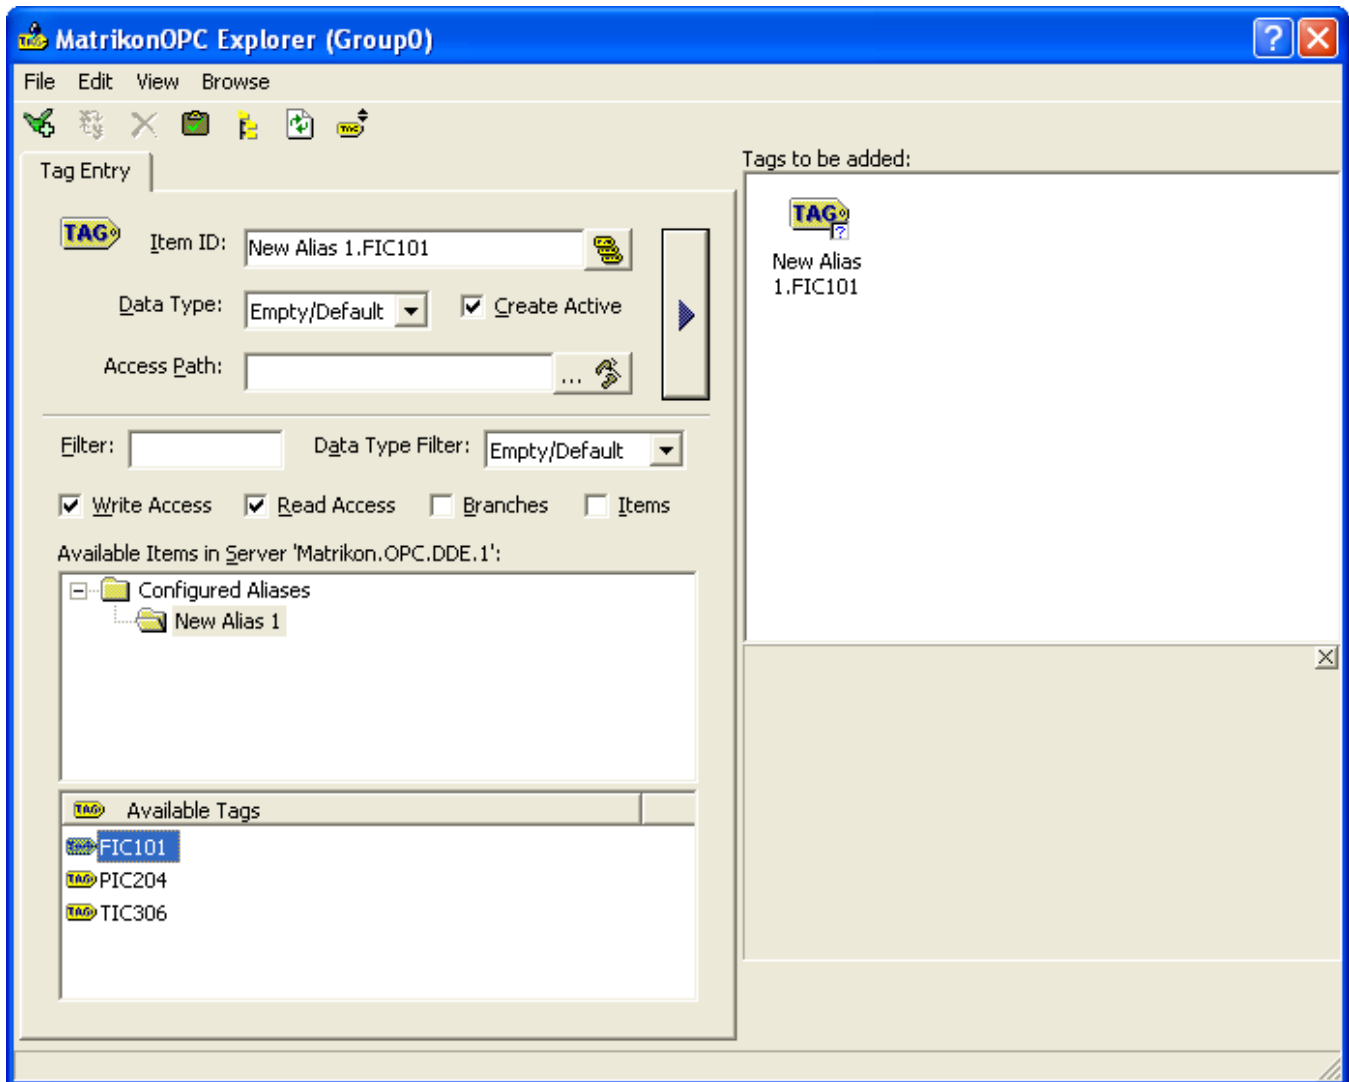 MatrikonOPC Explorer (Group0)
File Edit View Browse
Tag Entry
TAG
Item ID:
New Alias 1.FIC101
Data Type:
Empty/Default
Create Active
Access Path:
...
Filter:
Data Type Filter:
Empty/Default
Write Access
Read Access
Branches
Items
Available Items in Server 'Matrikon.OPC.DDE.1':
Configured Aliases
New Alias 1
TAG Available Tags
FIC101
TAG PIC204
TAG TIC306
Tags to be added:
TAG
?
New Alias
1.FIC101